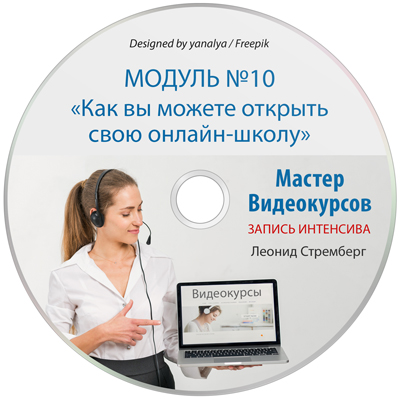 Designed by yanalya / Freepik
МОДУЛЬ №10
«Как вы можете открыть
свою онлайн-школу»
Мастер
Видеокурсов
ЗАПИСЬ ИНТЕНСИВА
Леонид Стремберг
Видеокурсы